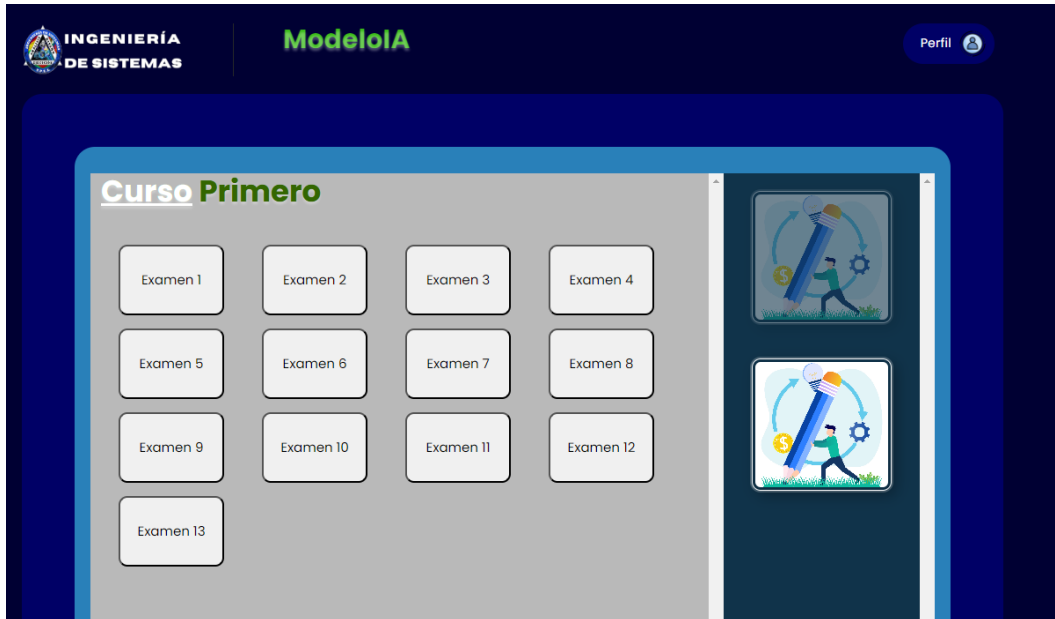 INGENIERÍA
DE SISTEMAS
ModeloIA
Perfil
Curso Primero
Examen 1
Examen 2
Examen 3
Examen 4
Examen 5
Examen 6
Examen 7
Examen 8
Examen 9
Examen 10
Examen 11
Examen 12
Examen 13